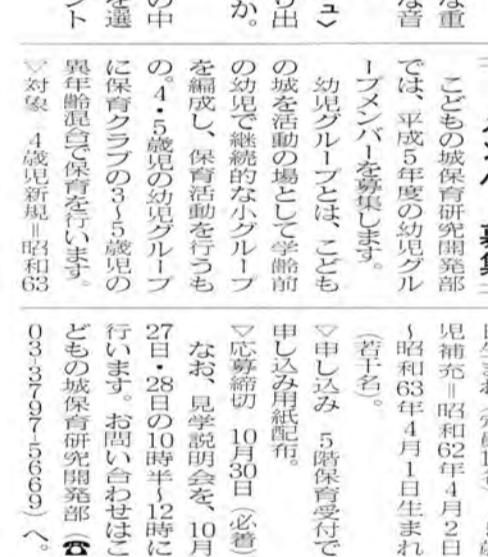 募集
こどもの城保育研究開発部
では、平成5年度の幼児グル
ープメンバーを募集します。
幼児グループとは、こども
の城を活動の場として学齢前
の幼児で継続的な小グループ
を編成し、保育活動を行うも
の。4・5歳児の幼児グループ
に保育クラブの3〜5歳児の
異年齢混合で保育を行います。
▽対象 4歳児新規＝昭和63
児補充＝昭和62年4月2日
〜昭和63年4月1日生まれ
（若干名）。
▽申し込み 5階保育受付で
申し込み用紙配布。
▽応募締切 10月30日（必着）
なお、見学説明会を、10月
27日・28日の10時半〜12時に
行います。お問い合わせはこ
どもの城保育研究開発部（☎
03-3797-5669）へ。